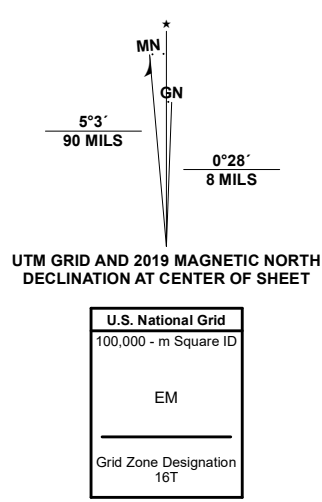 MN
GN
5°3´
90 MILS
0°28´
8 MILS
UTM GRID AND 2019 MAGNETIC NORTH
DECLINATION AT CENTER OF SHEET
U.S. National Grid
100,000 - m Square ID
EM
Grid Zone Designation
16T